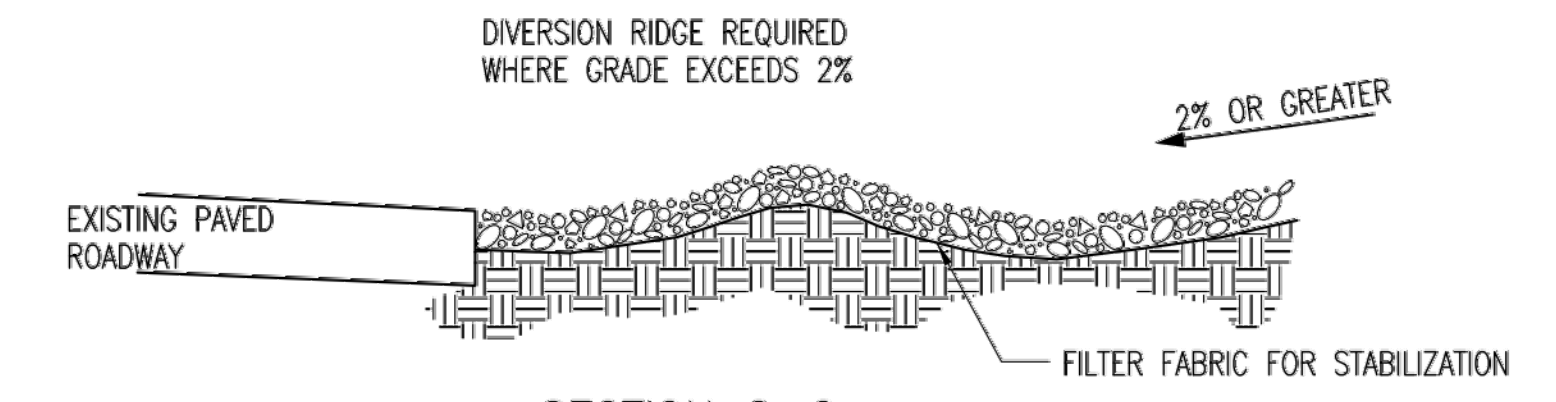 DIVERSION RIDGE REQUIRED
WHERE GRADE EXCEEDS 2%
2% OR GREATER
EXISTING PAVED
ROADWAY
FILTER FABRIC FOR STABILIZATION